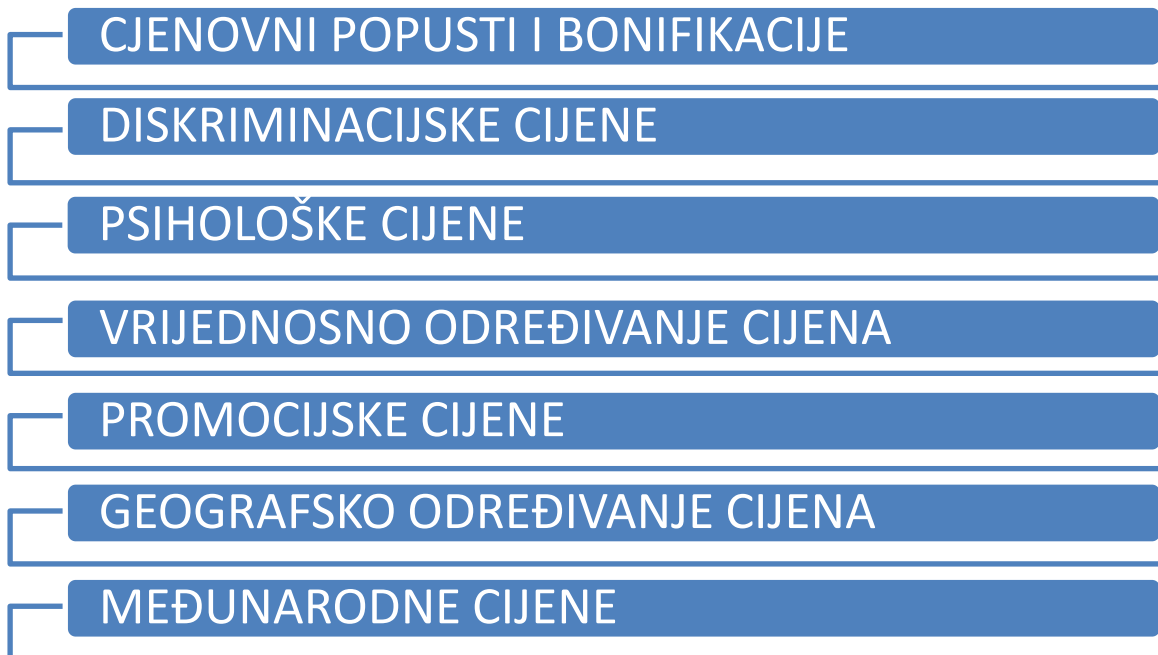 CJENOVNI POPUSTI I BONIFIKACIJE
DISKRIMINACIJSKE CIJENE
PSIHOLOŠKE CIJENE
VRIJEDNOSNO ODREĐIVANJE CIJENA
PROMOCIJSKE CIJENE
GEOGRAFSKO ODREĐIVANJE CIJENA
MEĐUNARODNE CIJENE